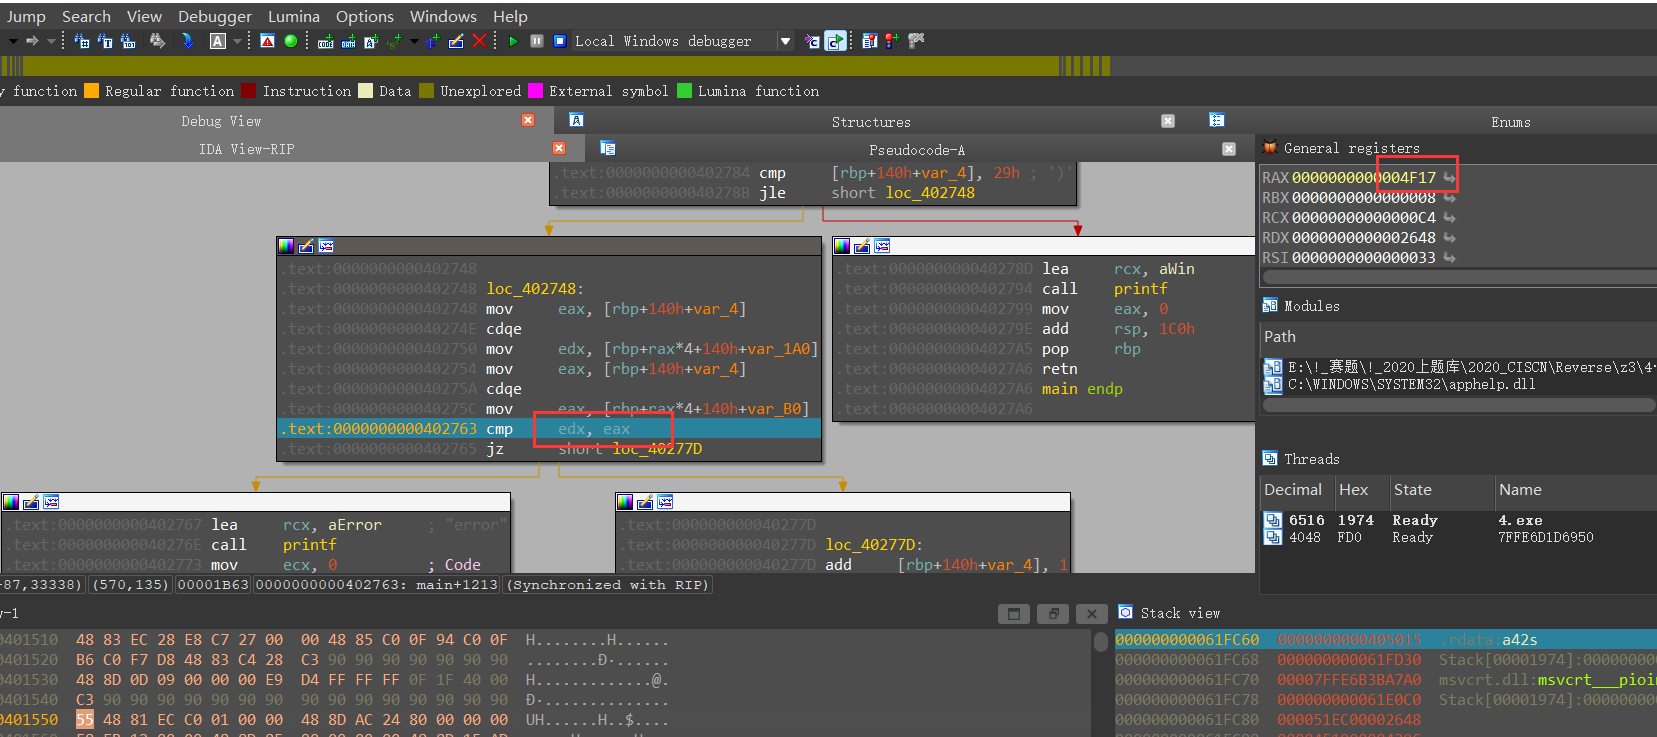 Jump Search View Debugger Lumina Options Windows Help
Local Windows debugger
y function Regular function Instruction Data Unexplored External symbol Lumina function
Debug View
Structures
Enums
IDA View-RIP
Pseudocode-A
.text:0000000000402784 cmp [rbp+140h+var_4], 29h ; ')'
.text:000000000040278B jle short loc_402748
.text:0000000000402748
.text:0000000000402748 loc_402748:
.text:0000000000402748 mov eax, [rbp+140h+var_4]
.text:000000000040274E cdqe
.text:0000000000402750 mov edx, [rbp+rax*4+140h+var_1A0]
.text:0000000000402754 mov eax, [rbp+140h+var_4]
.text:000000000040275A cdqe
.text:000000000040275C mov eax, [rbp+rax*4+140h+var_B0]
.text:0000000000402763 cmp edx, eax
.text:0000000000402765 jz short loc_40277D
.text:000000000040278D lea rcx, aWin
.text:0000000000402794 call printf
.text:0000000000402799 mov eax, 0
.text:000000000040279E add rsp, 1C0h
.text:00000000004027A5 pop rbp
.text:00000000004027A6 retn
.text:00000000004027A6 main endp
.text:00000000004027A6
.text:0000000000402767 lea rcx, aError ; "error"
.text:000000000040276E call printf
.text:0000000000402773 mov ecx, 0 ; Code
.text:000000000040277D
.text:000000000040277D loc_40277D:
.text:000000000040277D add [rbp+140h+var_4], 1
-87,33338) (570,135) 00001B63 0000000000402763: main+1213 (Synchronized with RIP)
General registers
RAX 0000000000004F17
RBX 0000000000000008
RCX 00000000000000C4
RDX 0000000000002648
RSI 0000000000000033
Modules
Path
E:\!_赛题\!_2020上题库\2020_CISCN\Reverse\z3\4
C:\WINDOWS\SYSTEM32\apphelp.dll
Threads
Decimal Hex State Name
6516 1974 Ready 4.exe
4048 FD0 Ready 7FFE6D1D6950
-1
0401510 48 83 EC 28 E8 C7 27 00 00 48 85 C0 0F 94 C0 0F H........H......
0401520 B6 C0 F7 D8 48 83 C4 28 C3 90 90 90 90 90 90 90 ........Ð.......
0401530 48 8D 0D 09 00 00 00 E9 D4 FF FF FF 0F 1F 40 00 H.............@.
0401540 C3 90 90 90 90 90 90 90 90 90 90 90 90 90 90 90 Ð...............
0401550 55 48 81 EC C0 01 00 00 48 8D AC 24 80 00 00 00 UH......H..$....
Stack view
000000000061FC60 0000000000405015 .rdata:a42s
000000000061FC68 000000000061FD30 Stack[00001974]:000000000
000000000061FC70 00007FFE6B3BA7A0 msvcrt.dll:msvcrt___pioin
000000000061FC78 000000000061E0C0 Stack[00001974]:000000000
000000000061FC80 000051EC00002648